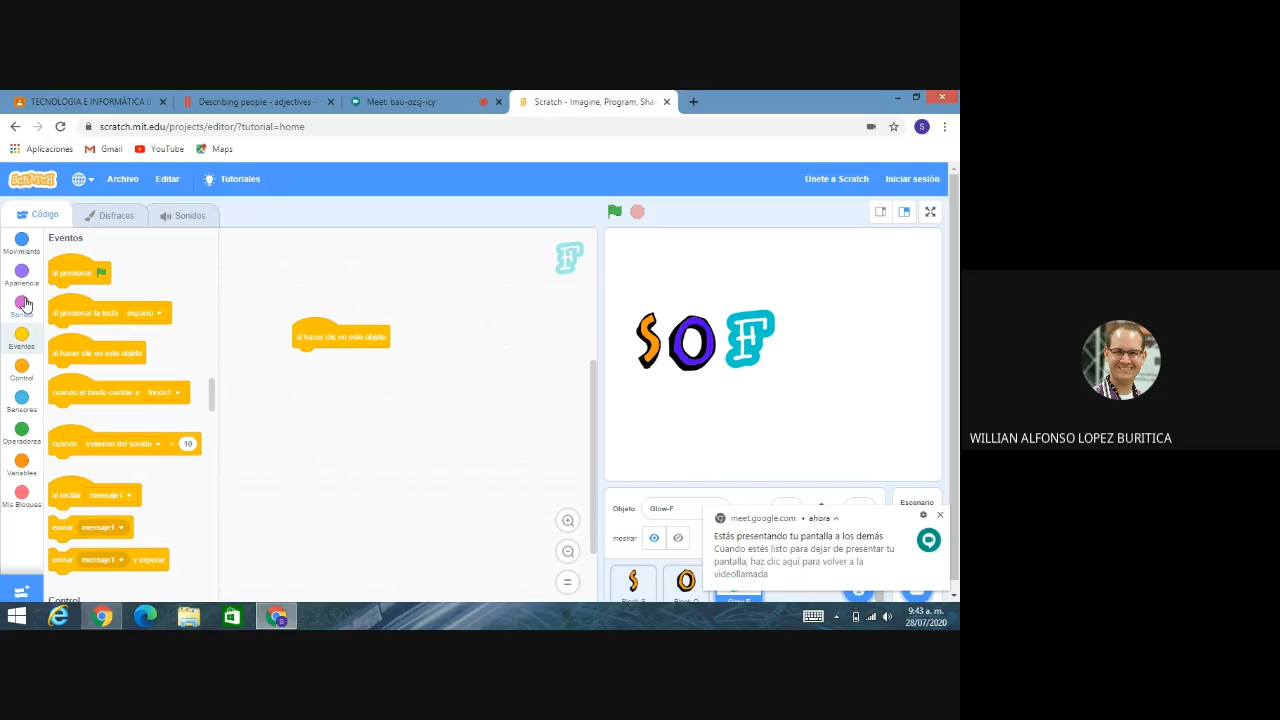 TECNOLOGIA E INFORMÁTICA 0
Describing people - adjectives -
Meet: bau-ozsj-icy
Scratch - Imagine, Program, Sha
scratch.mit.edu/projects/editor/?tutorial=home
S
Aplicaciones
Gmail
YouTube
Maps
SCRATCH
Archivo
Editar
Tutoriales
Únete a Scratch
Iniciar sesión
Código
Disfraces
Sonidos
Movimiento
Apariencia
Sonido
Eventos
Control
Sensores
Operadores
Variables
Mis Bloques
Eventos
al presionar
al presionar la tecla espacio
al hacer clic en este objeto
cuando el fondo cambie a fondo1
cuando volumen del sonido > 10
al recibir mensaje1
enviar mensaje1
enviar mensaje1 y esperar
Control
al hacer clic en este objeto
F
S O F
Objeto
Glow-F
mostrar
Escenario
S
O
meet.google.com • ahora
Estás presentando tu pantalla a los demás
Cuando estés listo para dejar de presentar tu
pantalla, haz clic aquí para volver a la
videollamada
9:43 a. m.
28/07/2020
WILLIAN ALFONSO LOPEZ BURITICA